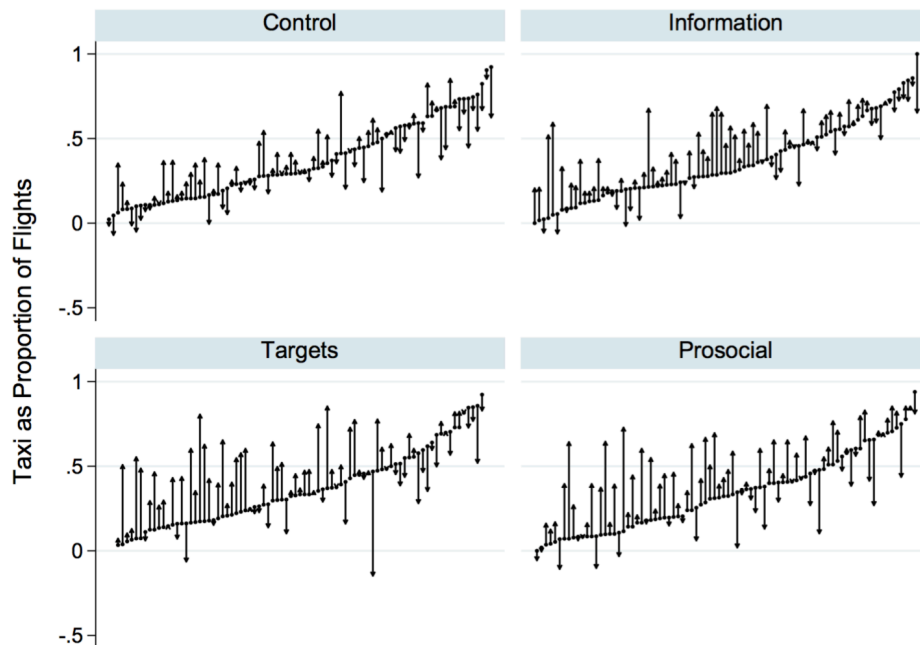 Control
Information
1
.5
0
-.5
Targets
Prosocial
1
.5
0
-.5
Taxi as Proportion of Flights